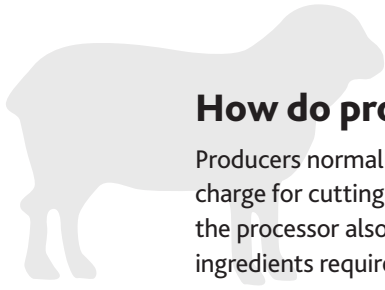 How do pro
Producers normal
charge for cutting
the processor also
ingredients require